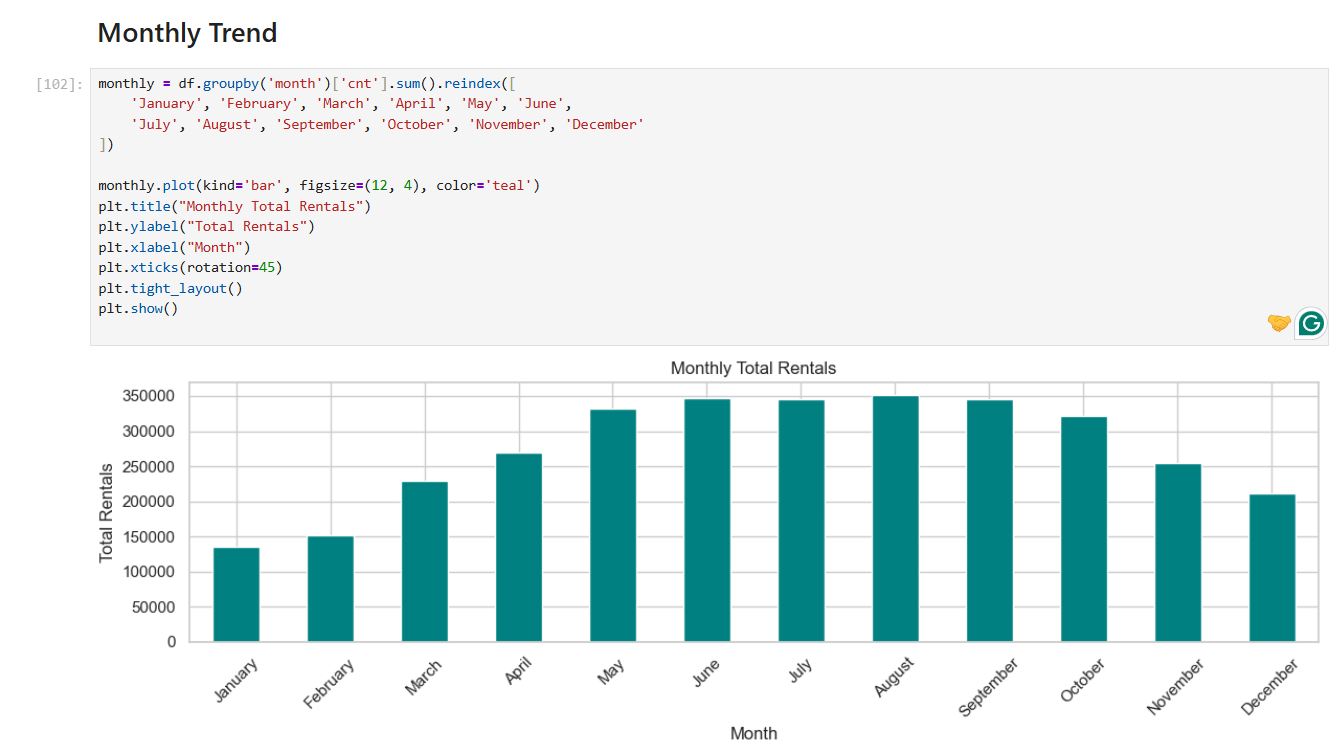 Monthly Trend
[102]:
monthly = df.groupby('month')['cnt'].sum().reindex([
    'January', 'February', 'March', 'April', 'May', 'June',
    'July', 'August', 'September', 'October', 'November', 'December'
])
monthly.plot(kind='bar', figsize=(12, 4), color='teal')
plt.title("Monthly Total Rentals")
plt.ylabel("Total Rentals")
plt.xlabel("Month")
plt.xticks(rotation=45)
plt.tight_layout()
plt.show()
G
Monthly Total Rentals
350000
300000
250000
200000
150000
100000
50000
0
Total Rentals
January
February
March
April
May
June
July
August
September
October
November
December
Month